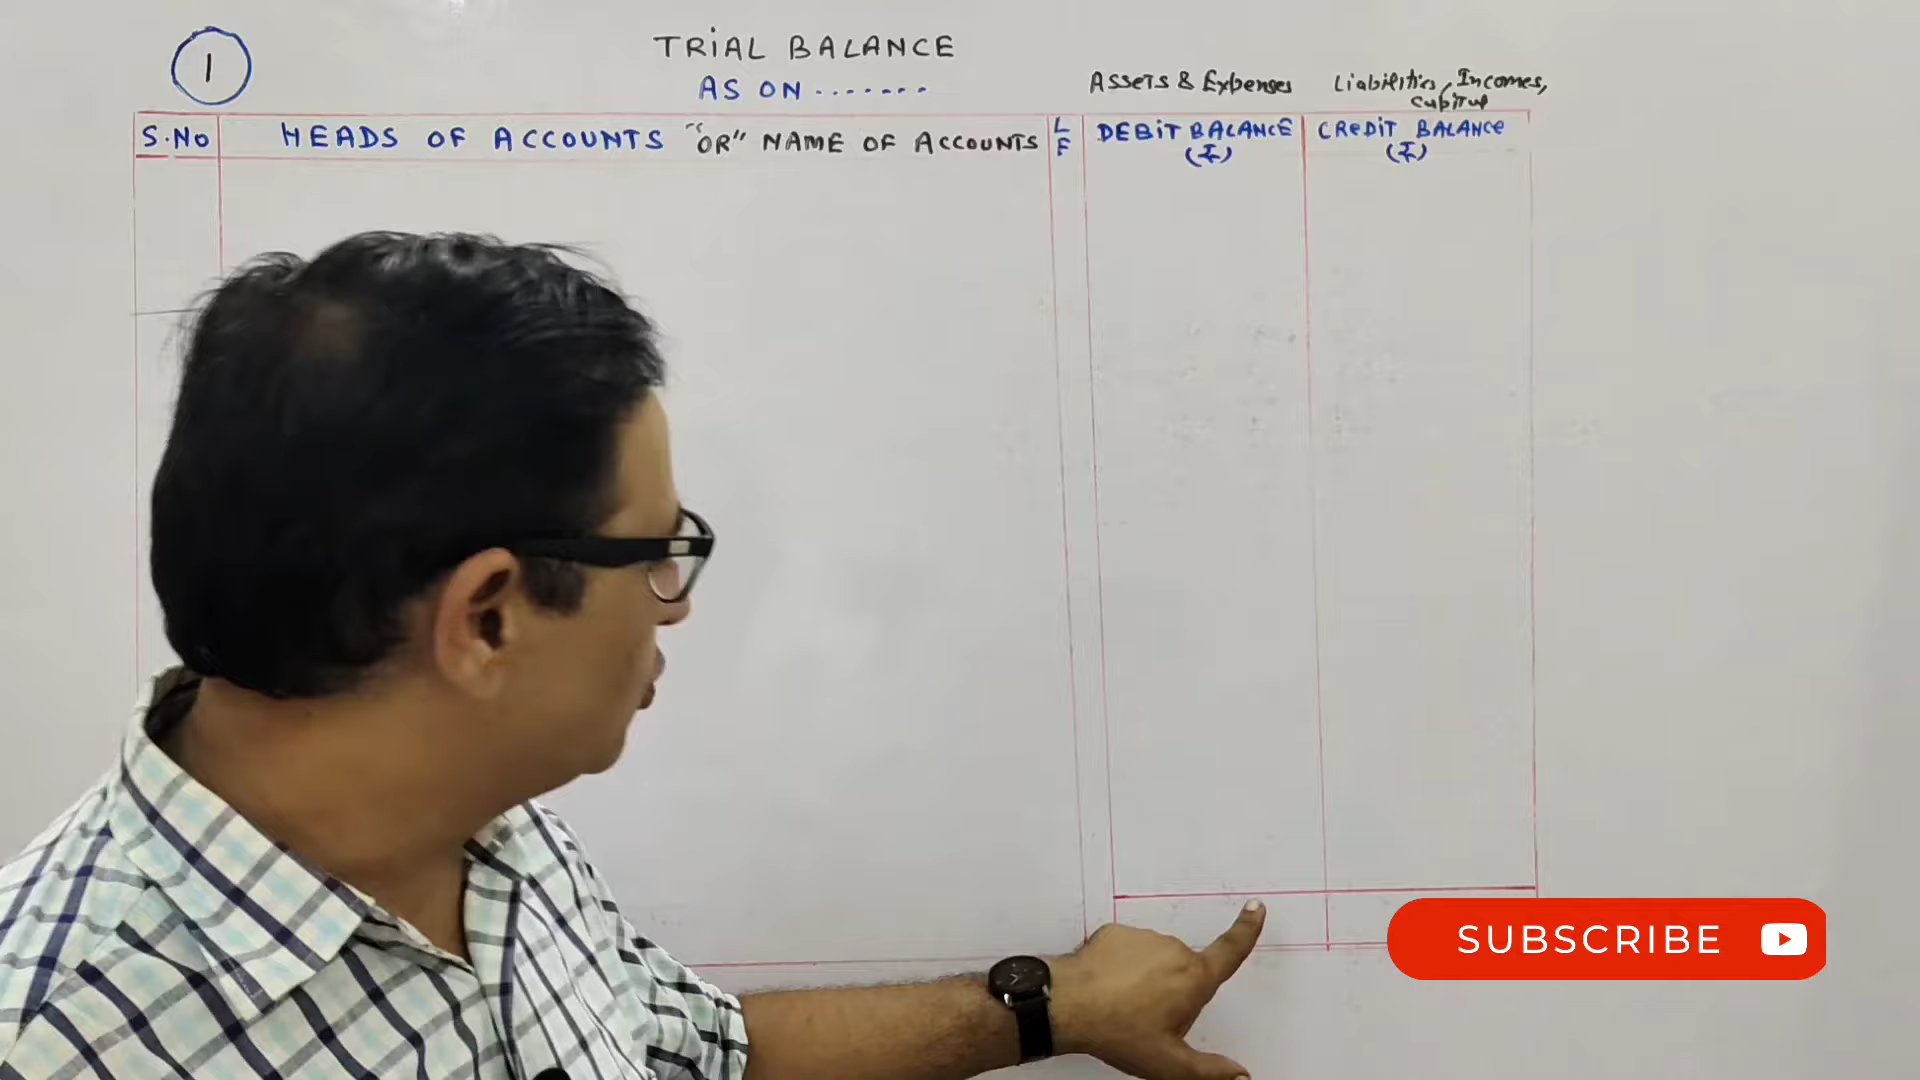 1
TRIAL BALANCE
AS ON .......
Assets & Expenses
Liabilities, Incomes,
Capital
S.NO
HEADS OF ACCOUNTS "OR" NAME OF ACCOUNTS
L
F
DEBIT BALANCE
(₹)
CREDIT BALANCE
(₹)
SUBSCRIBE